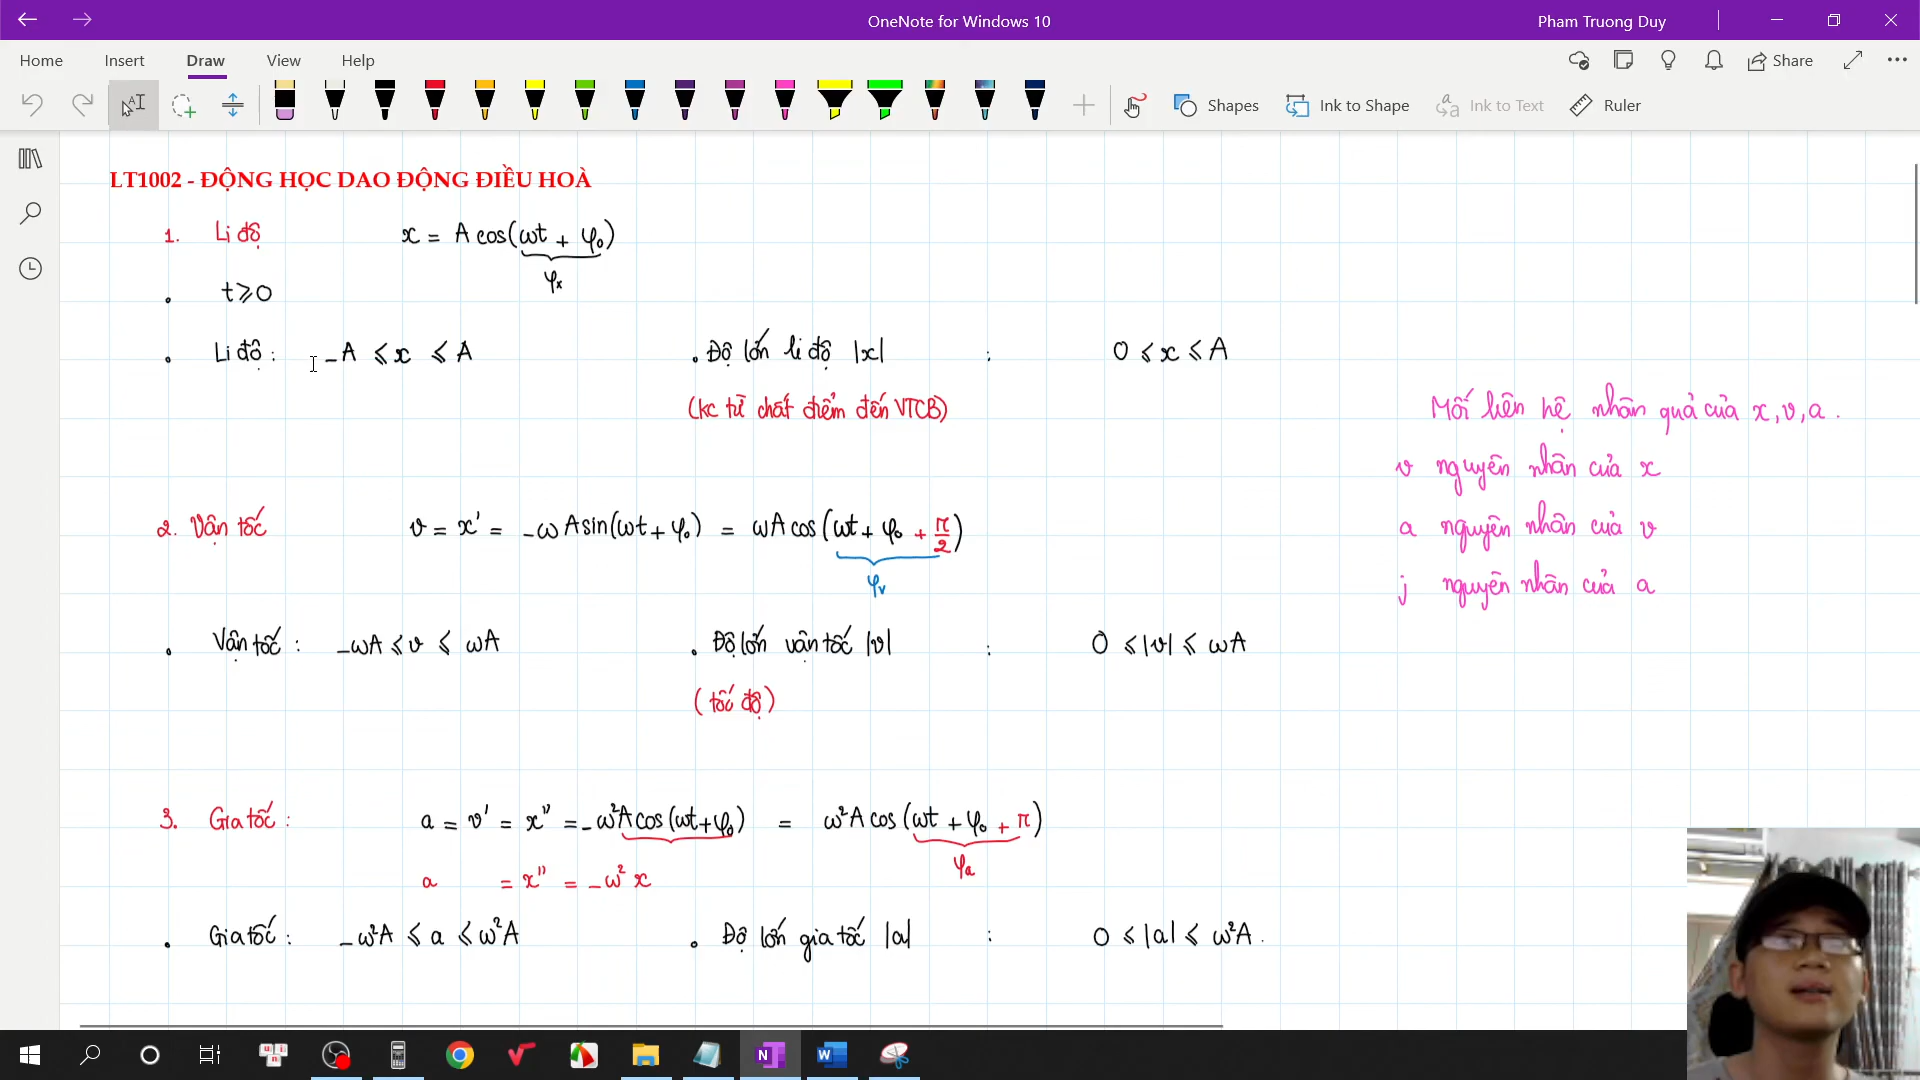 OneNote for Windows 10
Pham Truong Duy
Home Insert Draw View Help
Share
Shapes Ink to Shape Ink to Text Ruler
LT1002 - ĐỘNG HỌC DAO ĐỘNG ĐIỀU HOÀ
1. Li độ x = A cos(ωt + φ₀)
φₓ
• t ⩾ 0
• Li độ : -A ⩽ x ⩽ A • Độ lớn li độ |x| : 0 ⩽ x ⩽ A
(kc từ chất điểm đến VTCB)
Mối liên hệ nhân quả của x, v, a .
v nguyên nhân của x
a nguyên nhân của v
j nguyên nhân của a
2. Vận tốc v = x' = -ωA sin(ωt + φ₀) = ωA cos(ωt + φ₀ + π/2)
φᵥ
• Vận tốc : -ωA ⩽ v ⩽ ωA • Độ lớn vận tốc |v| : 0 ⩽ |v| ⩽ ωA
(tốc độ)
3. Gia tốc : a = v' = x'' = -ω²A cos(ωt + φ₀) = ω²A cos(ωt + φ₀ + π)
φₐ
a = x'' = -ω² x
• Gia tốc : -ω²A ⩽ a ⩽ ω²A • Độ lớn gia tốc |a| : 0 ⩽ |a| ⩽ ω²A .